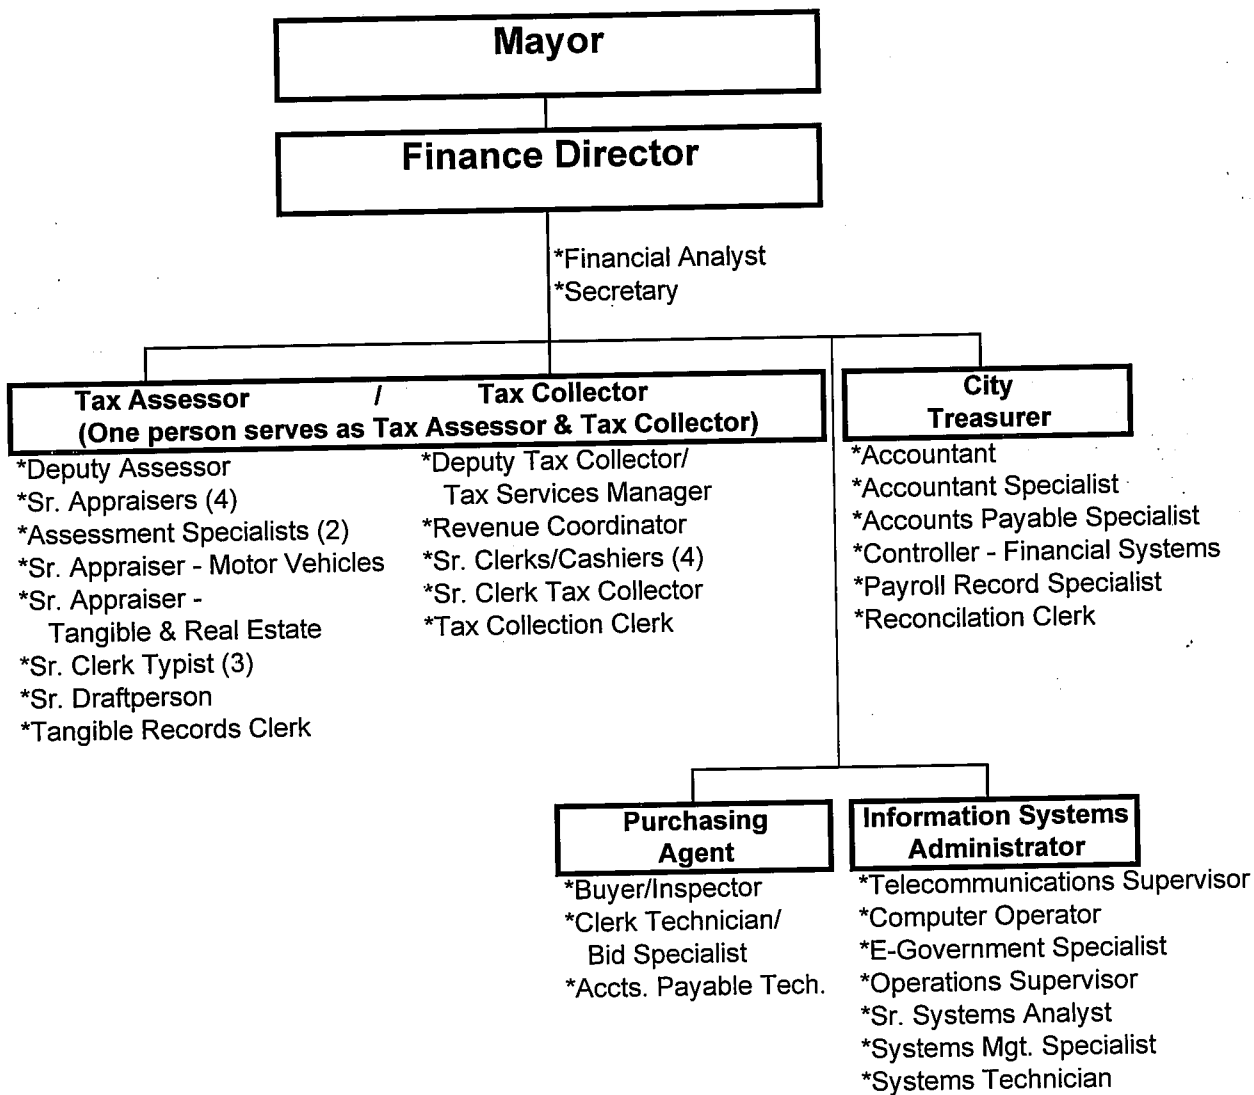 Mayor
Finance Director
*Financial Analyst
*Secretary
Tax Assessor / Tax Collector
(One person serves as Tax Assessor & Tax Collector)
*Deputy Assessor
*Sr. Appraisers (4)
*Assessment Specialists (2)
*Sr. Appraiser - Motor Vehicles
*Sr. Appraiser -
Tangible & Real Estate
*Sr. Clerk Typist (3)
*Sr. Draftperson
*Tangible Records Clerk
*Deputy Tax Collector/
Tax Services Manager
*Revenue Coordinator
*Sr. Clerks/Cashiers (4)
*Sr. Clerk Tax Collector
*Tax Collection Clerk
City
Treasurer
*Accountant
*Accountant Specialist
*Accounts Payable Specialist
*Controller - Financial Systems
*Payroll Record Specialist
*Reconcilation Clerk
Purchasing
Agent
*Buyer/Inspector
*Clerk Technician/
Bid Specialist
*Accts. Payable Tech.
Information Systems
Administrator
*Telecommunications Supervisor
*Computer Operator
*E-Government Specialist
*Operations Supervisor
*Sr. Systems Analyst
*Systems Mgt. Specialist
*Systems Technician